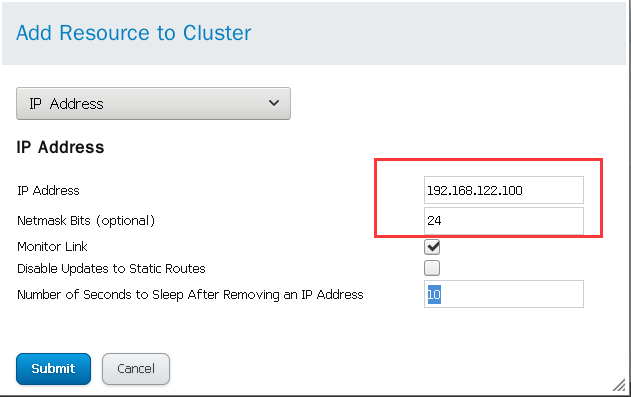 Add Resource to Cluster
IP Address
IP Address
IP Address 192.168.122.100
Netmask Bits (optional) 24
Monitor Link
Disable Updates to Static Routes
Number of Seconds to Sleep After Removing an IP Address 10
Submit Cancel